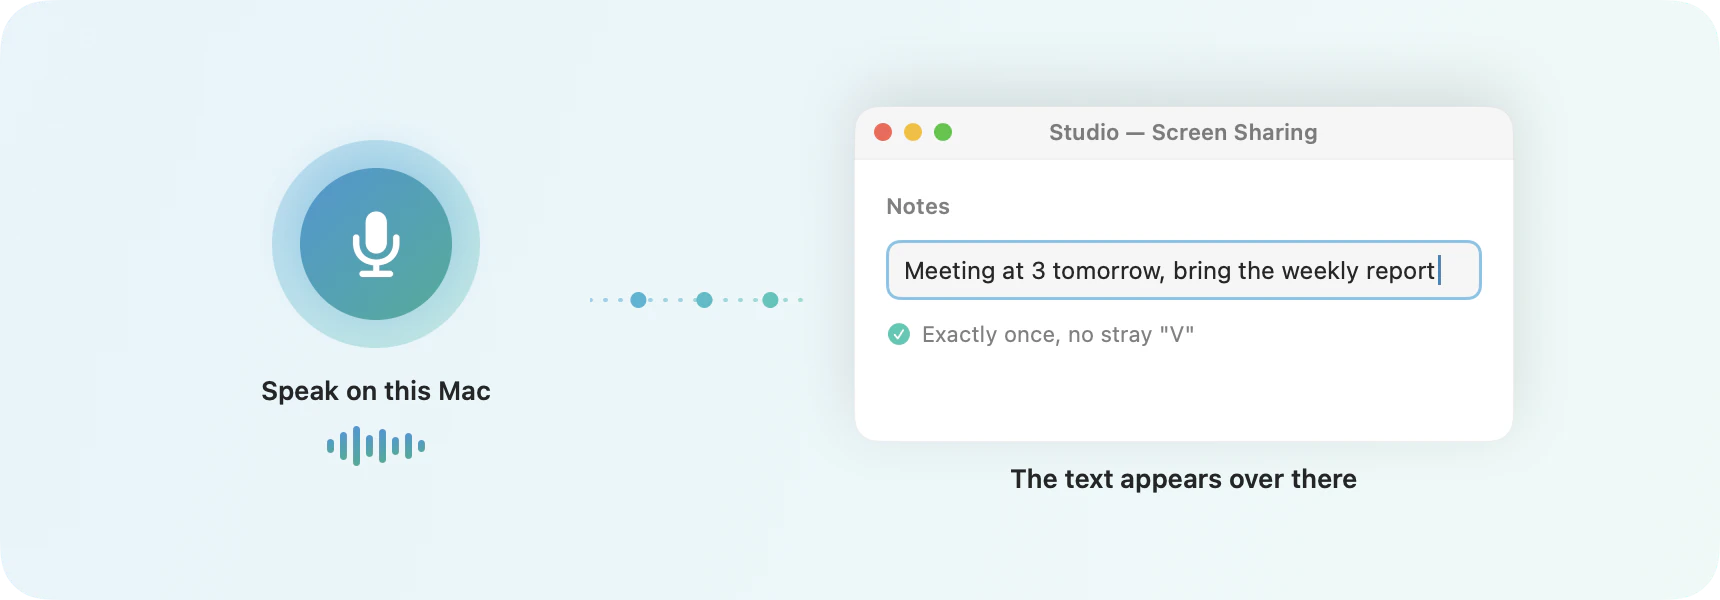 Speak on this Mac
Studio — Screen Sharing
Notes
Meeting at 3 tomorrow, bring the weekly report
Exactly once, no stray "V"
The text appears over there